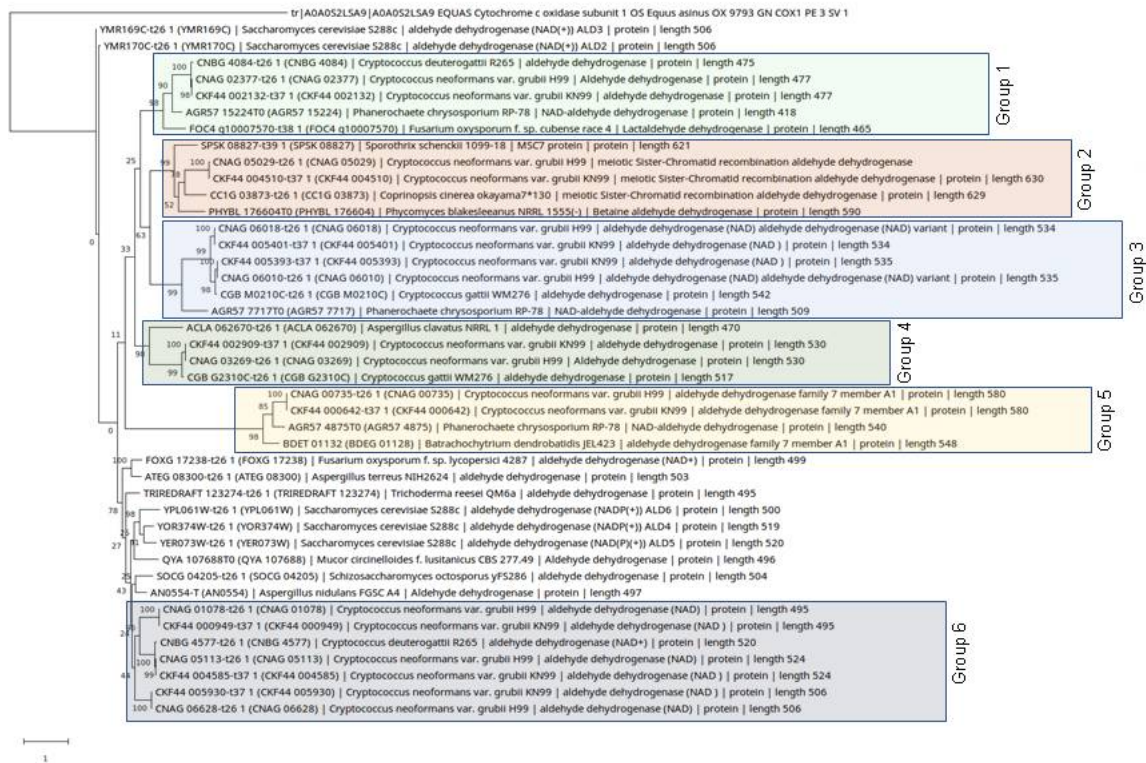 tr|A0A0S2LSA9|A0A0S2LSA9 EQUAS Cytochrome c oxidase subunit 1 OS Equus asinus OX 9793 GN COX1 PE 3 SV 1
YMR169C-t26 1 (YMR169C) | Saccharomyces cerevisiae S288c | aldehyde dehydrogenase (NAD(+)) ALD3 | protein | length 506
YMR170C-t26 1 (YMR170C) | Saccharomyces cerevisiae S288c | aldehyde dehydrogenase (NAD(+)) ALD2 | protein | length 506
CNBG 4084-t26 1 (CNBG 4084) | Cryptococcus deuterogattii R265 | aldehyde dehydrogenase | protein | length 475
100
CNAG 02377-t26 1 (CNAG 02377) | Cryptococcus neoformans var. grubii H99 | Aldehyde dehydrogenase | protein | length 477
90
CKF44 002132-t37 1 (CKF44 002132) | Cryptococcus neoformans var. grubii KN99 | aldehyde dehydrogenase | protein | length 477
98
AGR57 15224T0 (AGR57 15224) | Phanerochaete chrysosporium RP-78 | NAD-aldehyde dehydrogenase | protein | length 418
FOC4 g10007570-t38 1 (FOC4 g10007570) | Fusarium oxysporum f. sp. cubense race 4 | Lactaldehyde dehydrogenase | protein | length 465
Group 1
SPSK 08827-t39 1 (SPSK 08827) | Sporothrix schenckii 1099-18 | MSC7 protein | protein | length 621
25
99
100
CNAG 05029-t26 1 (CNAG 05029) | Cryptococcus neoformans var. grubii H99 | meiotic Sister-Chromatid recombination aldehyde dehydrogenase
CKF44 004510-t37 1 (CKF44 004510) | Cryptococcus neoformans var. grubii KN99 | meiotic Sister-Chromatid recombination aldehyde dehydrogenase | protein | length 630
CC1G 03873-t26 1 (CC1G 03873) | Coprinopsis cinerea okayama7*130 | meiotic Sister-Chromatid recombination aldehyde dehydrogenase | protein | length 629
52
PHYBL 176604T0 (PHYBL 176604) | Phycomyces blakesleeanus NRRL 1555(-) | Betaine aldehyde dehydrogenase | protein | length 590
Group 2
100
CNAG 06018-t26 1 (CNAG 06018) | Cryptococcus neoformans var. grubii H99 | aldehyde dehydrogenase (NAD) aldehyde dehydrogenase (NAD) variant | protein | length 534
63
0
33
99
CKF44 005401-t37 1 (CKF44 005401) | Cryptococcus neoformans var. grubii KN99 | aldehyde dehydrogenase (NAD ) | protein | length 534
100
CKF44 005393-t37 1 (CKF44 005393) | Cryptococcus neoformans var. grubii KN99 | aldehyde dehydrogenase (NAD ) | protein | length 535
CNAG 06010-t26 1 (CNAG 06010) | Cryptococcus neoformans var. grubii H99 | aldehyde dehydrogenase (NAD) aldehyde dehydrogenase (NAD) variant | protein | length 535
99
98
CGB M0210C-t26 1 (CGB M0210C) | Cryptococcus gattii WM276 | aldehyde dehydrogenase | protein | length 542
AGR57 7717T0 (AGR57 7717) | Phanerochaete chrysosporium RP-78 | NAD-aldehyde dehydrogenase | protein | length 509
Group 3
ACLA 062670-t26 1 (ACLA 062670) | Aspergillus clavatus NRRL 1 | aldehyde dehydrogenase | protein | length 470
11
100
CKF44 002909-t37 1 (CKF44 002909) | Cryptococcus neoformans var. grubii KN99 | aldehyde dehydrogenase | protein | length 530
98
CNAG 03269-t26 1 (CNAG 03269) | Cryptococcus neoformans var. grubii H99 | Aldehyde dehydrogenase | protein | length 530
99
CGB G2310C-t26 1 (CGB G2310C) | Cryptococcus gattii WM276 | aldehyde dehydrogenase | protein | length 517
Group 4
100
CNAG 00735-t26 1 (CNAG 00735) | Cryptococcus neoformans var. grubii H99 | aldehyde dehydrogenase family 7 member A1 | protein | length 580
85
CKF44 000642-t37 1 (CKF44 000642) | Cryptococcus neoformans var. grubii KN99 | aldehyde dehydrogenase family 7 member A1 | protein | length 580
AGR57 4875T0 (AGR57 4875) | Phanerochaete chrysosporium RP-78 | NAD-aldehyde dehydrogenase | protein | length 540
0
98
BDET 01132 (BDEG 01128) | Batrachochytrium dendrobatidis JEL423 | aldehyde dehydrogenase family 7 member A1 | protein | length 548
Group 5
100
FOXG 17238-t26 1 (FOXG 17238) | Fusarium oxysporum f. sp. lycopersici 4287 | aldehyde dehydrogenase (NAD+) | protein | length 499
ATEG 08300-t26 1 (ATEG 08300) | Aspergillus terreus NIH2624 | aldehyde dehydrogenase | protein | length 503
TRIREDRAFT 123274-t26 1 (TRIREDRAFT 123274) | Trichoderma reesei QM6a | aldehyde dehydrogenase | protein | length 495
78
98
YPL061W-t26 1 (YPL061W) | Saccharomyces cerevisiae S288c | aldehyde dehydrogenase (NADP(+)) ALD6 | protein | length 500
YOR374W-t26 1 (YOR374W) | Saccharomyces cerevisiae S288c | aldehyde dehydrogenase (NADP(+)) ALD4 | protein | length 519
27
YER073W-t26 1 (YER073W) | Saccharomyces cerevisiae S288c | aldehyde dehydrogenase (NAD(P)(+)) ALD5 | protein | length 520
QYA 107688T0 (QYA 107688) | Mucor circinelloides f. lusitanicus CBS 277.49 | Aldehyde dehydrogenase | protein | length 496
SOCG 04205-t26 1 (SOCG 04205) | Schizosaccharomyces octosporus yFS286 | aldehyde dehydrogenase | protein | length 504
43
AN0554-T (AN0554) | Aspergillus nidulans FGSC A4 | Aldehyde dehydrogenase | protein | length 497
100
CNAG 01078-t26 1 (CNAG 01078) | Cryptococcus neoformans var. grubii H99 | aldehyde dehydrogenase (NAD) | protein | length 495
CKF44 000949-t37 1 (CKF44 000949) | Cryptococcus neoformans var. grubii KN99 | aldehyde dehydrogenase (NAD ) | protein | length 495
CNBG 4577-t26 1 (CNBG 4577) | Cryptococcus deuterogattii R265 | aldehyde dehydrogenase (NAD+) | protein | length 520
100
CNAG 05113-t26 1 (CNAG 05113) | Cryptococcus neoformans var. grubii H99 | aldehyde dehydrogenase (NAD) | protein | length 524
99
CKF44 004585-t37 1 (CKF44 004585) | Cryptococcus neoformans var. grubii KN99 | aldehyde dehydrogenase (NAD ) | protein | length 524
CKF44 005930-t37 1 (CKF44 005930) | Cryptococcus neoformans var. grubii KN99 | aldehyde dehydrogenase (NAD ) | protein | length 506
100
CNAG 06628-t26 1 (CNAG 06628) | Cryptococcus neoformans var. grubii H99 | aldehyde dehydrogenase (NAD) | protein | length 506
Group 6
1